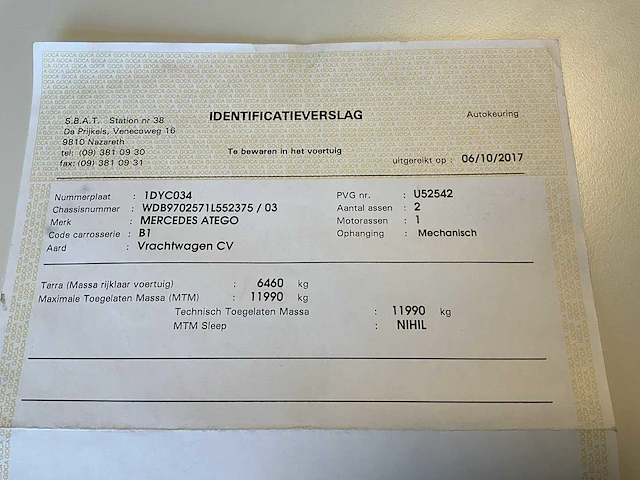 S.B.A.T. Station nr 38
De Prijkels, Venecoweg 16
9810 Nazareth
tel: (09) 381 09 30
fax: (09) 381 09 31
IDENTIFICATIEVERSLAG
Te bewaren in het voertuig
Autokeuring
uitgereikt op : 06/10/2017
Nummerplaat : 1DYC034
Chassisnummer : WDB9702571L552375 / 03
Merk : MERCEDES ATEGO
Code carrosserie : B1
Aard : Vrachtwagen CV
PVG nr. : U52542
Aantal assen : 2
Motorassen : 1
Ophanging : Mechanisch
Tarra (Massa rijklaar voertuig) : 6460 kg
Maximale Toegelaten Massa (MTM) : 11990 kg
Technisch Toegelaten Massa : 11990 kg
MTM Sleep : NIHIL